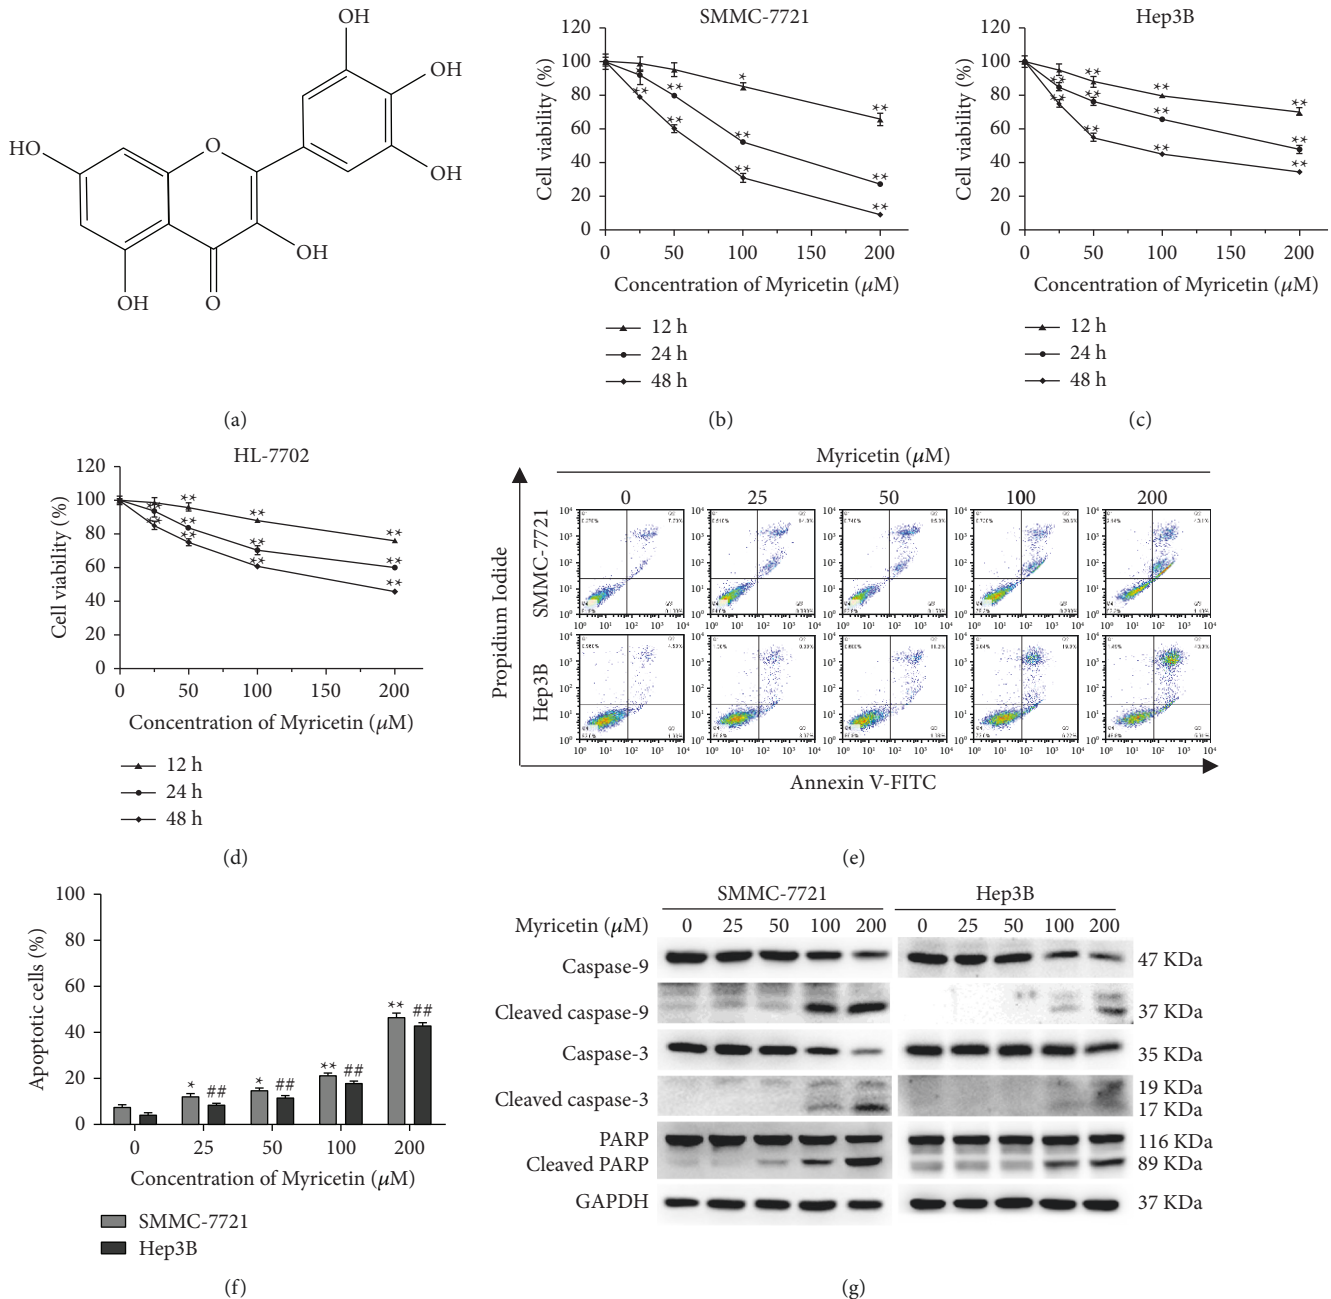 OH
OH
HO
O
OH
OH
OH
O
(a)
SMMC-7721
Cell viability (%)
120
100
80
60
40
20
0
* ** ** ** ** ** ** ** ** **
0 50 100 150 200
Concentration of Myricetin (μM)
12 h
24 h
48 h
(b)
Hep3B
Cell viability (%)
120
100
80
60
40
20
0
** ** ** ** ** ** ** ** ** ** **
0 50 100 150 200
Concentration of Myricetin (μM)
12 h
24 h
48 h
(c)
HL-7702
Cell viability (%)
120
100
80
60
40
20
0
** ** ** ** ** ** ** ** ** ** **
0 50 100 150 200
Concentration of Myricetin (μM)
12 h
24 h
48 h
(d)
Myricetin (μM)
0 25 50 100 200
Propidium Iodide
SMMC-7721
Hep3B
Annexin V-FITC
(e)
Apoptotic cells (%)
100
80
60
40
20
0
* ## * ## ** ## ** ##
0 25 50 100 200
Concentration of Myricetin (μM)
SMMC-7721
Hep3B
(f)
SMMC-7721 Hep3B
Myricetin (μM) 0 25 50 100 200 0 25 50 100 200
Caspase-9 47 KDa
Cleaved caspase-9 37 KDa
Caspase-3 35 KDa
Cleaved caspase-3 19 KDa
17 KDa
PARP 116 KDa
Cleaved PARP 89 KDa
GAPDH 37 KDa
(g)